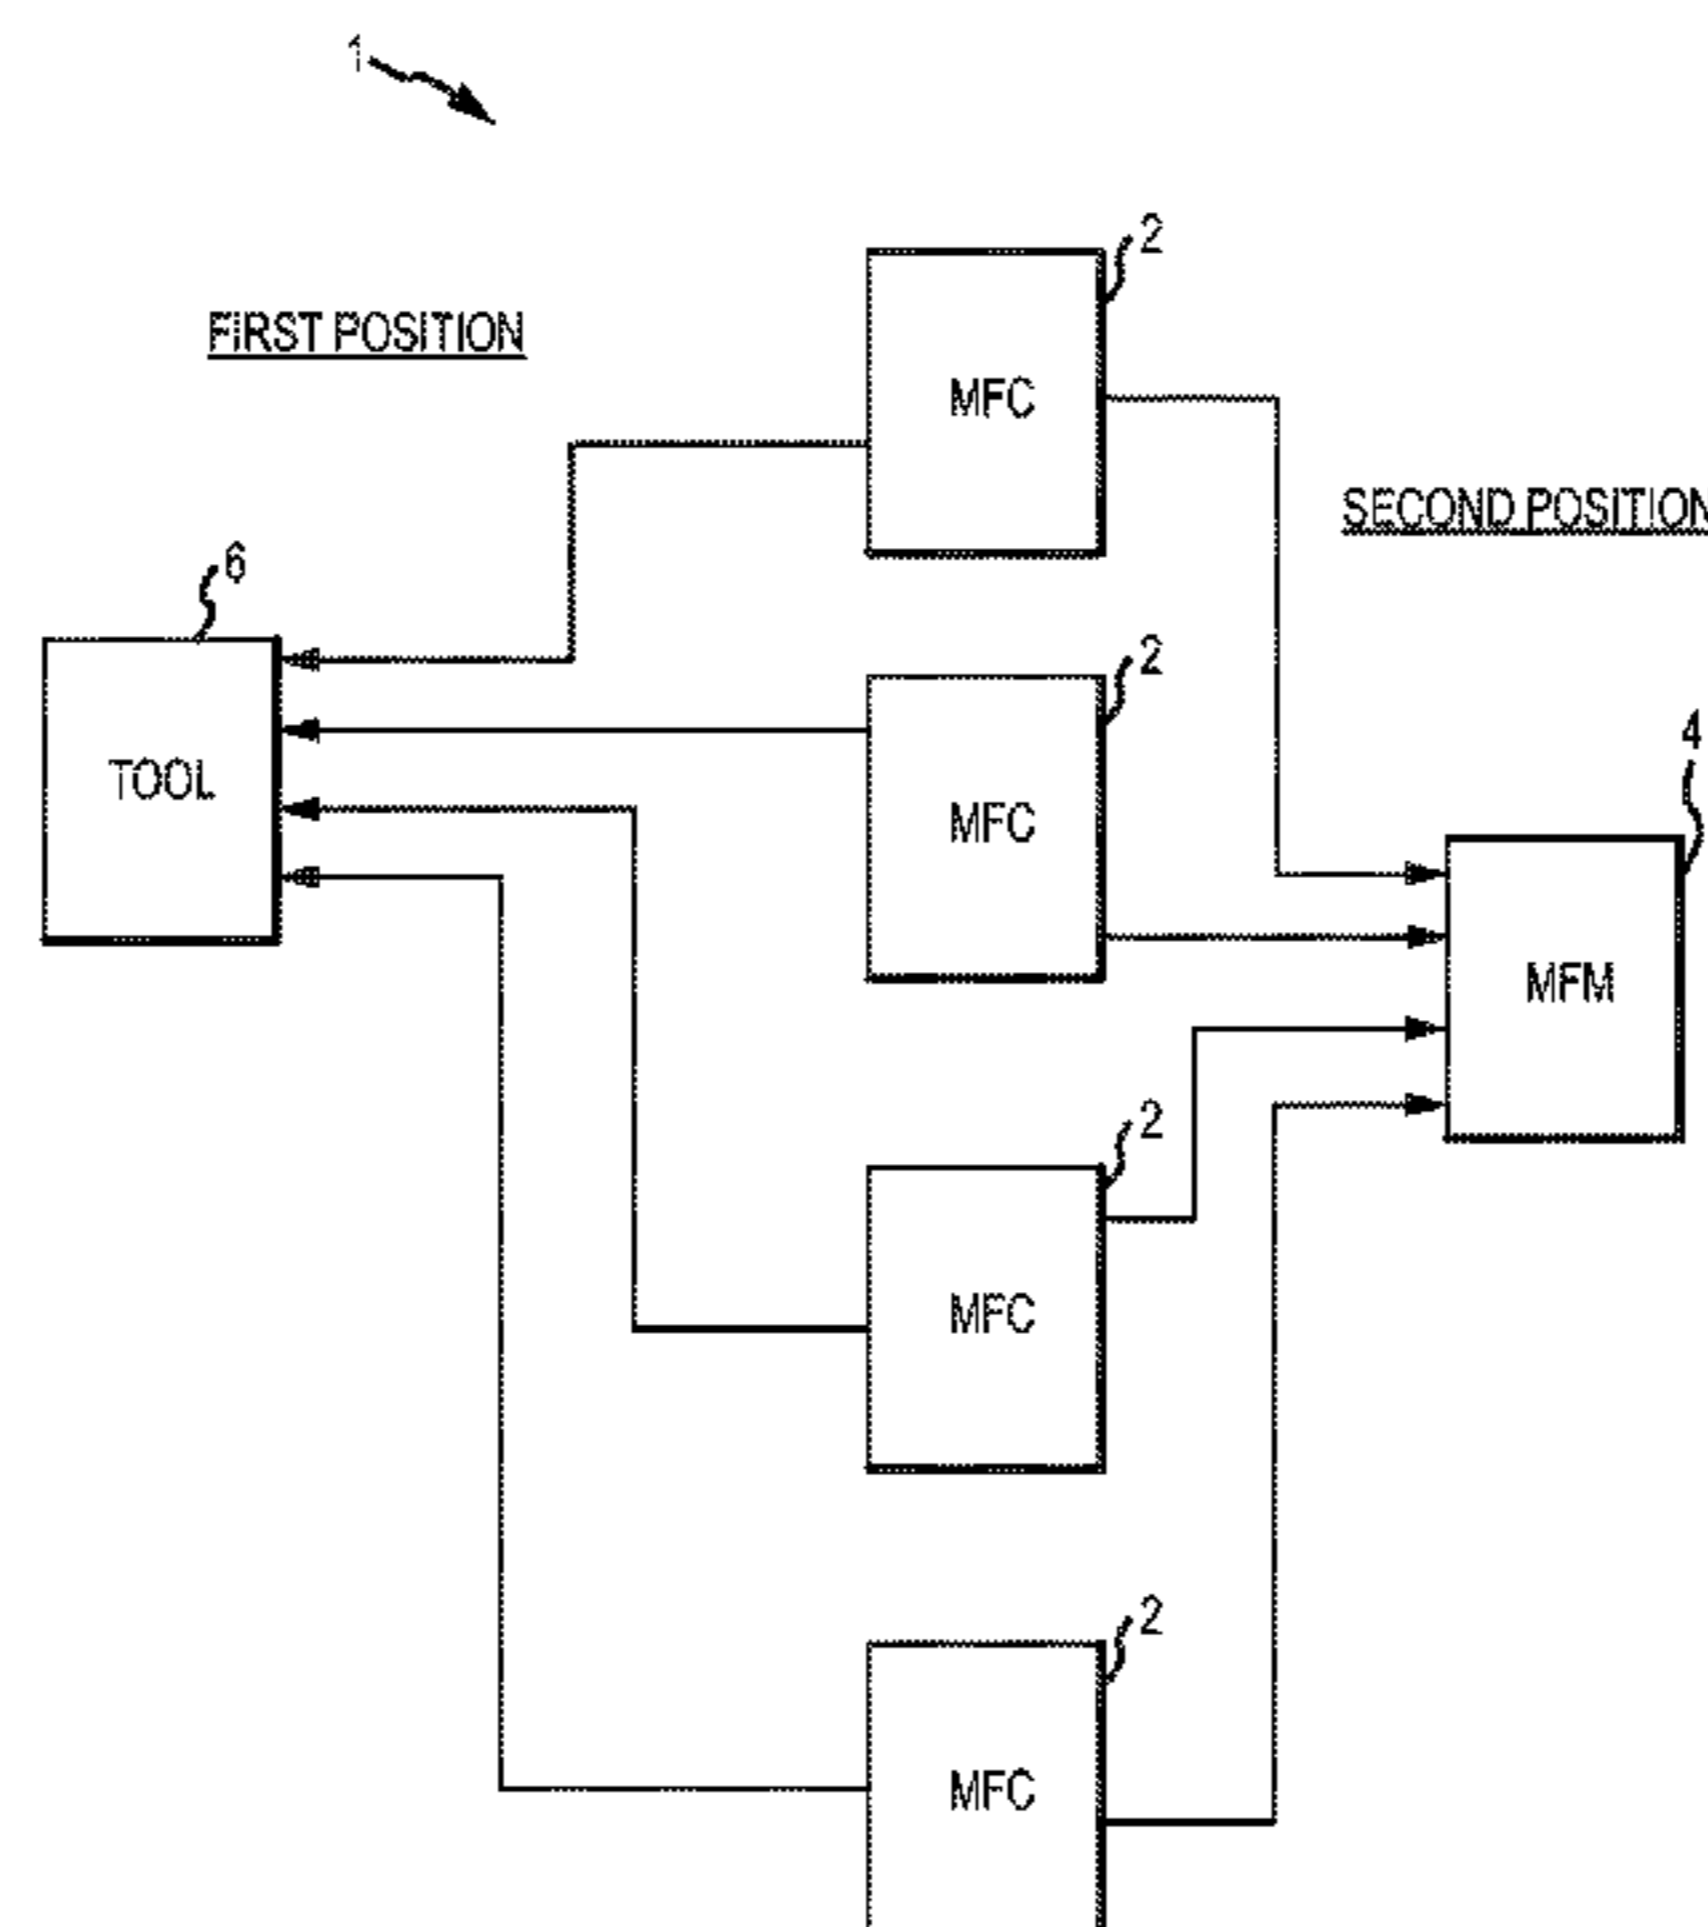 1
2
FIRST POSITION
MFC
SECOND POSITION
6
2
4
TOOL
MFC
MFM
2
MFC
2
MFC